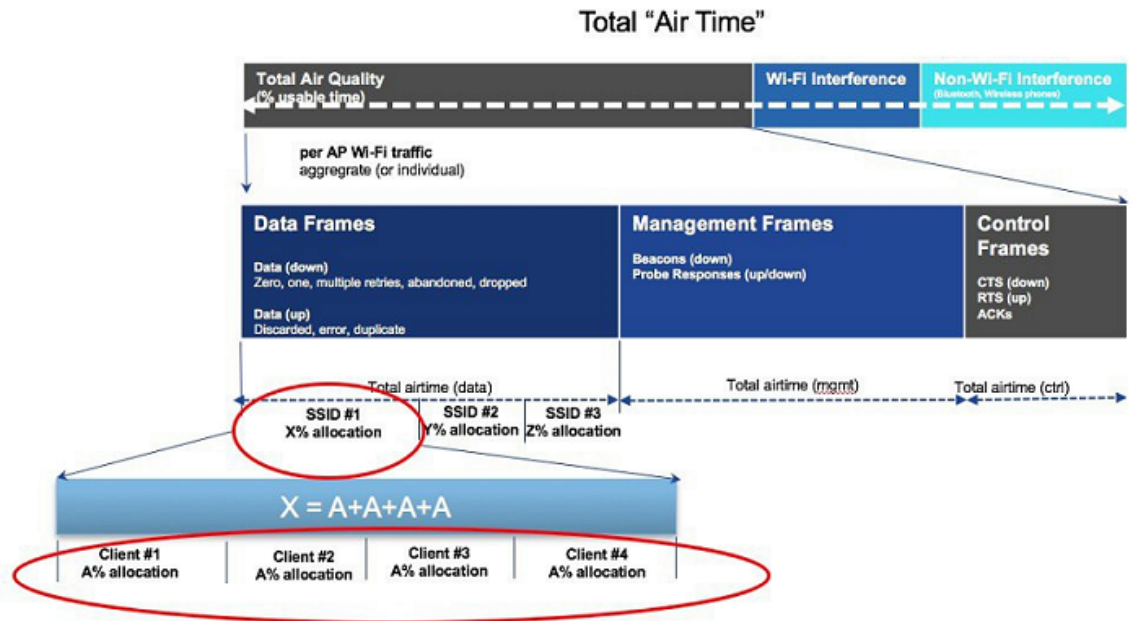 Total “Air Time”
Total Air Quality
(% usable time)
Wi-Fi Interference
Non-Wi-Fi Interference
(Bluetooth, Wireless phones)
per AP Wi-Fi traffic
aggregrate (or individual)
Data Frames
Data (down)
Zero, one, multiple retries, abandoned, dropped
Data (up)
Discarded, error, duplicate
Management Frames
Beacons (down)
Probe Responses (up/down)
Control
Frames
CTS (down)
RTS (up)
ACKs
Total airtime (data)
Total airtime (mgmt)
Total airtime (ctrl)
SSID #1
X% allocation
SSID #2
Y% allocation
SSID #3
Z% allocation
X = A+A+A+A
Client #1
A% allocation
Client #2
A% allocation
Client #3
A% allocation
Client #4
A% allocation